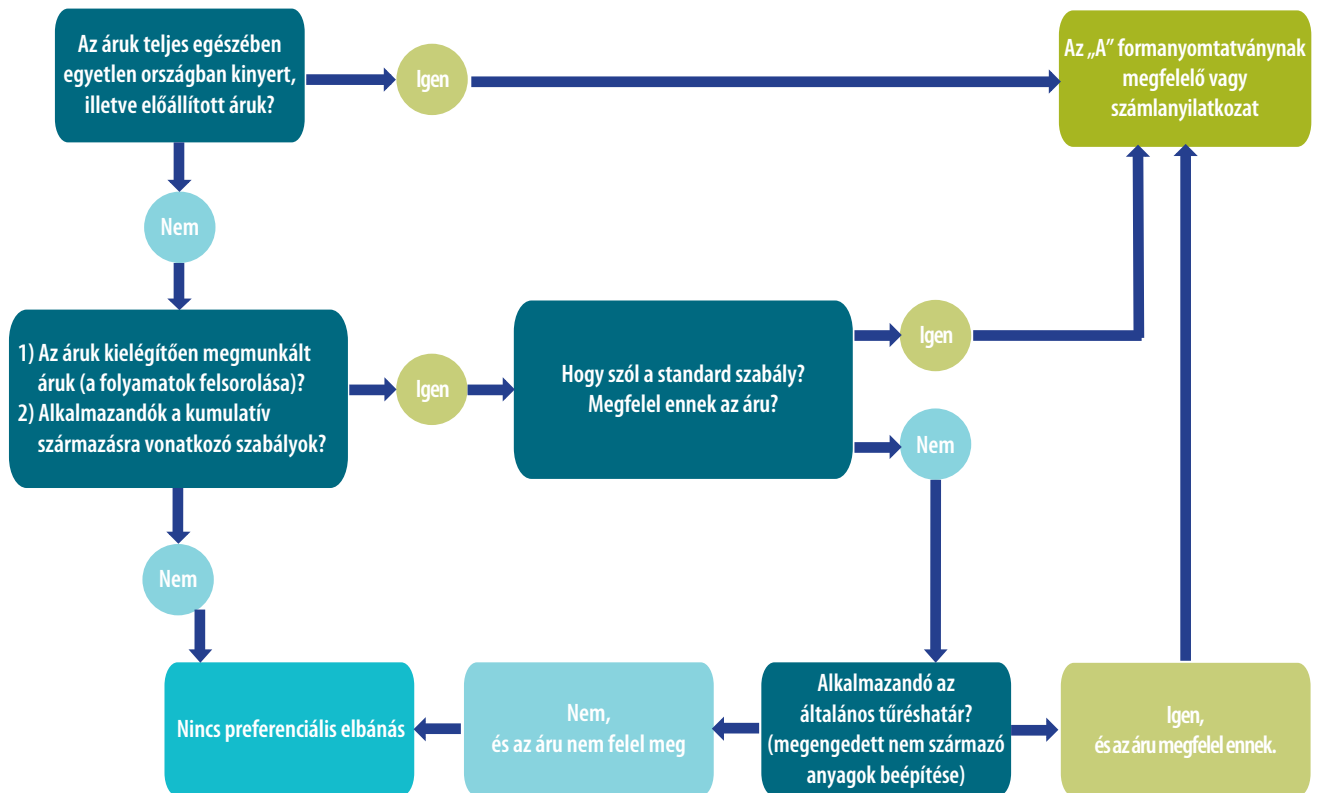 Az áruk teljes egészében
egyetlen országban kinyert,
illetve előállított áruk?
Igen
Az „A” formanyomtatványnak
megfelelő vagy
számlanyilatkozat
Nem
1) Az áruk kielégítően megmunkált
áruk (a folyamatok felsorolása)?
2) Alkalmazandók a kumulatív
származásra vonatkozó szabályok?
Igen
Hogy szól a standard szabály?
Megfelel ennek az áru?
Igen
Nem
Nem
Nincs preferenciális elbánás
Nem,
és az áru nem felel meg
Alkalmazandó az
általános tűréshatár?
(megengedett nem származó
anyagok beépítése)
Igen,
és az áru megfelel ennek.